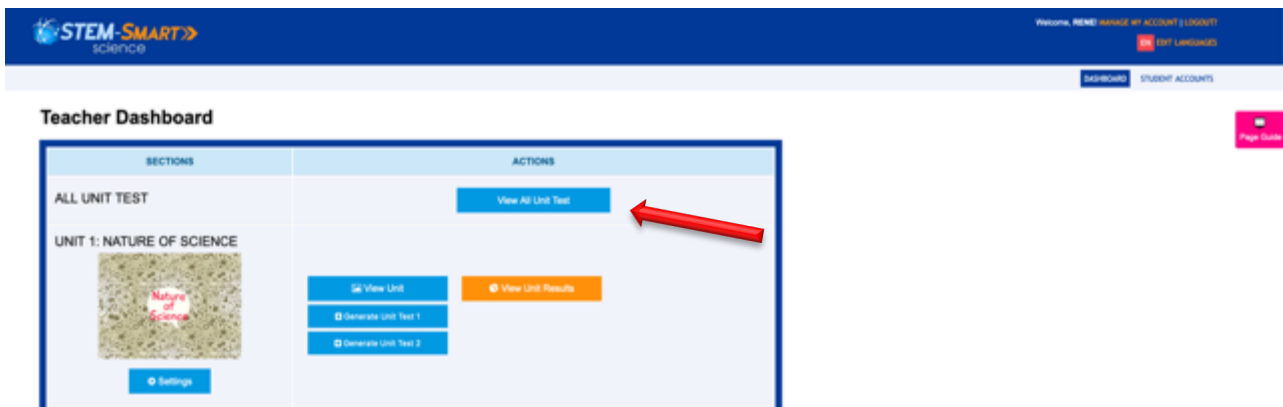 STEM-SMART
science
Welcome, RENE! MANAGE MY ACCOUNT | LOGOUT!
EN EDIT LANGUAGES
DASHBOARD STUDENT ACCOUNTS
Teacher Dashboard
Page Guide
SECTIONS ACTIONS
ALL UNIT TEST
View All Unit Test
UNIT 1: NATURE OF SCIENCE
Nature
of
Science
View Unit View Unit Results
Generate Unit Test 1
Generate Unit Test 2
Settings